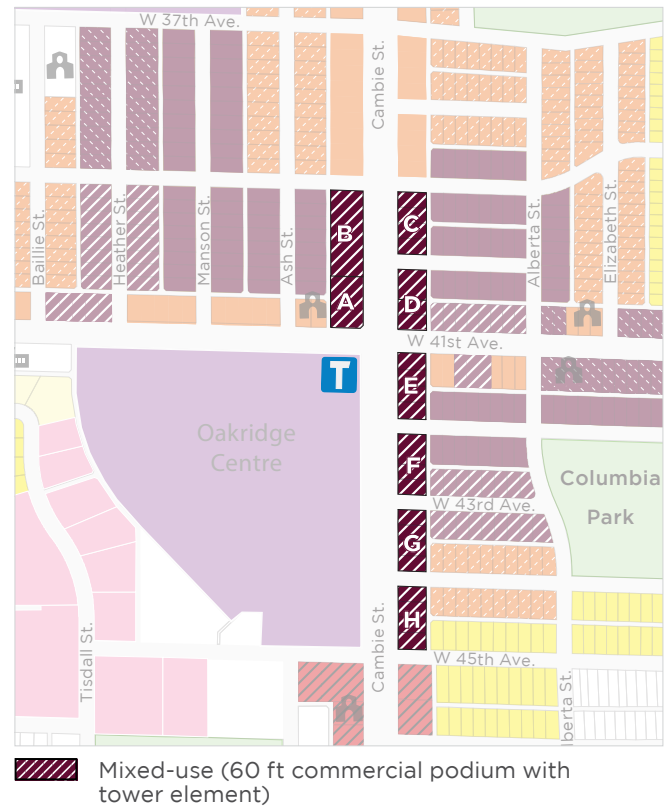 W 37th Ave.
Cambie St.
Baillie St.
Heather St.
Manson St.
Ash St.
B
A
C
D
Alberta St.
Elizabeth St.
W 41st Ave.
T
E
Oakridge
Centre
F
Columbia
Park
W 43rd Ave.
G
H
Tisdall St.
Cambie St.
W 45th Ave.
lberta St.
Mixed-use (60 ft commercial podium with
tower element)